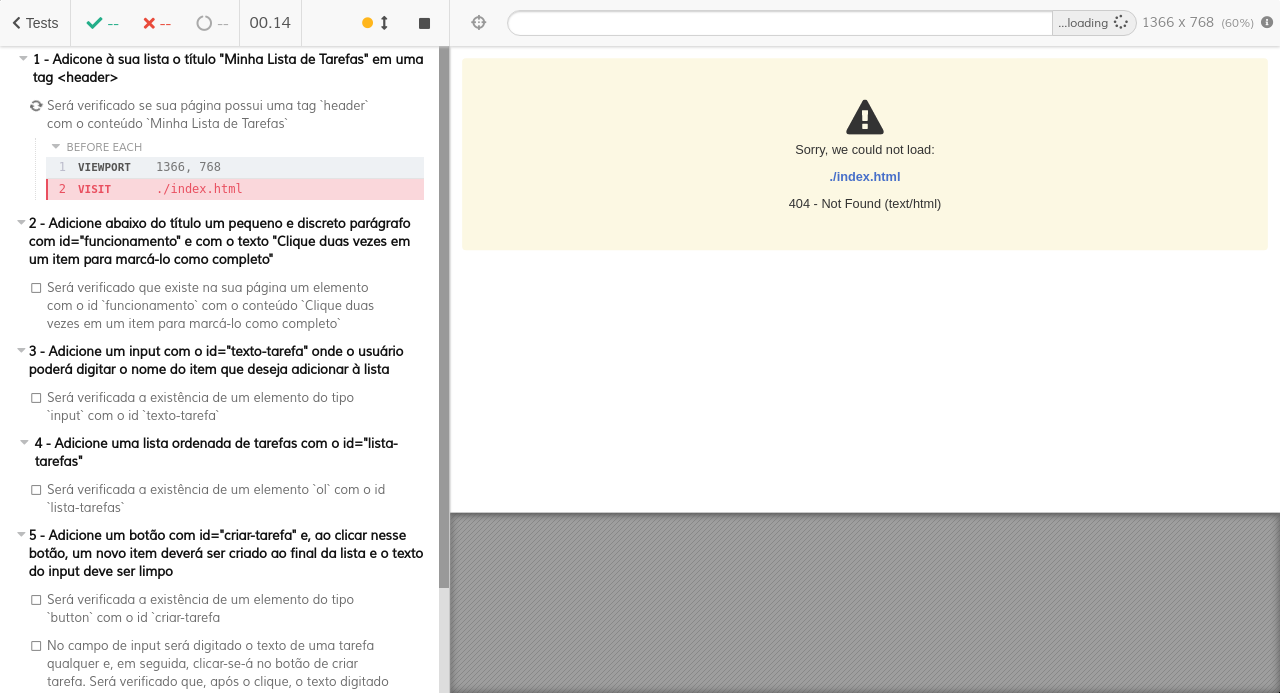 Tests -- -- -- 00.14
...loading 1366 x 768 (60%)
1 - Adicone à sua lista o título "Minha Lista de Tarefas" em uma
tag <header>
Será verificado se sua página possui uma tag `header`
com o conteúdo `Minha Lista de Tarefas`
BEFORE EACH
1 VIEWPORT 1366, 768
2 VISIT ./index.html
2 - Adicione abaixo do título um pequeno e discreto parágrafo
com id="funcionamento" e com o texto "Clique duas vezes em
um item para marcá-lo como completo"
Será verificado que existe na sua página um elemento
com o id `funcionamento` com o conteúdo `Clique duas
vezes em um item para marcá-lo como completo`
3 - Adicione um input com o id="texto-tarefa" onde o usuário
poderá digitar o nome do item que deseja adicionar à lista
Será verificada a existência de um elemento do tipo
`input` com o id `texto-tarefa`
4 - Adicione uma lista ordenada de tarefas com o id="lista-
tarefas"
Será verificada a existência de um elemento `ol` com o id
`lista-tarefas`
5 - Adicione um botão com id="criar-tarefa" e, ao clicar nesse
botão, um novo item deverá ser criado ao final da lista e o texto
do input deve ser limpo
Será verificada a existência de um elemento do tipo
`button` com o id `criar-tarefa
No campo de input será digitado o texto de uma tarefa
qualquer e, em seguida, clicar-se-á no botão de criar
tarefa. Será verificado que, após o clique, o texto digitado
Sorry, we could not load:
./index.html
404 - Not Found (text/html)